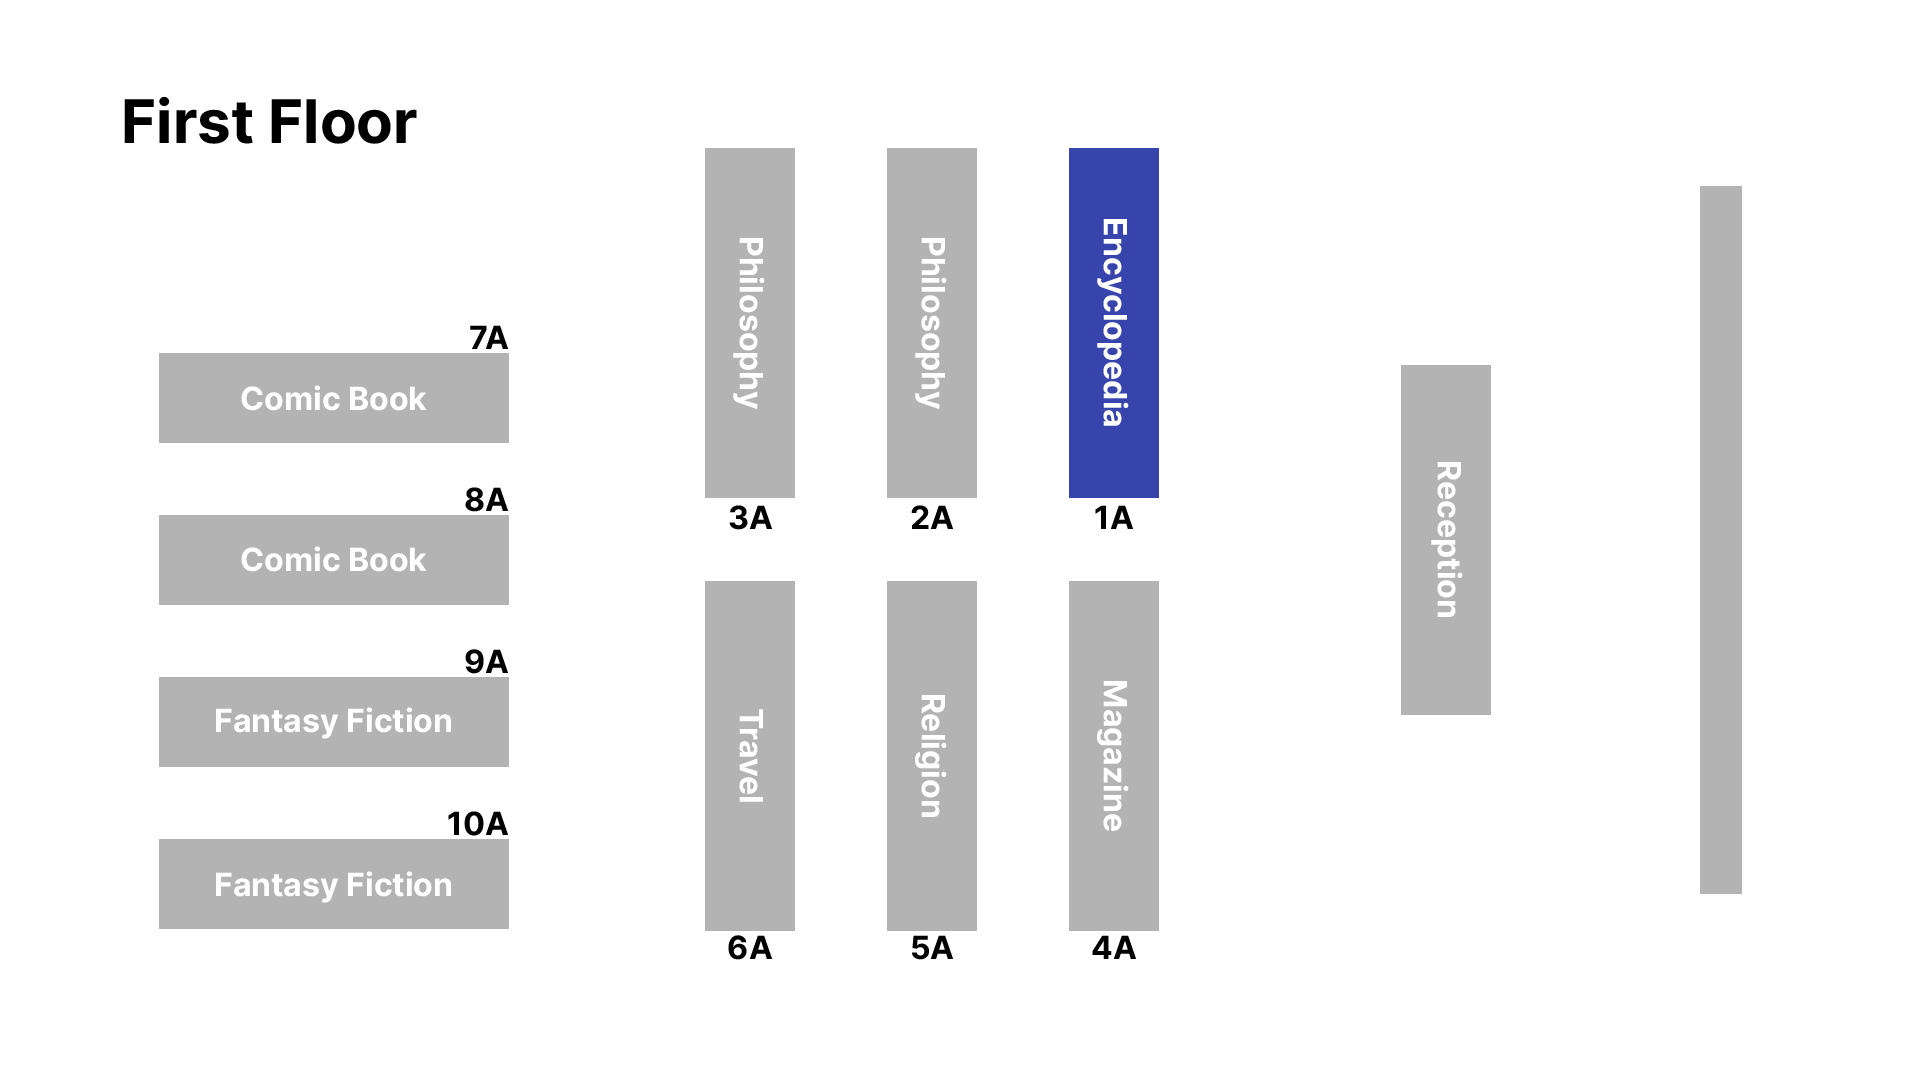 First Floor
7A
Comic Book
8A
Comic Book
9A
Fantasy Fiction
10A
Fantasy Fiction
Philosophy
3A
Philosophy
2A
Encyclopedia
1A
Travel
6A
Religion
5A
Magazine
4A
Reception